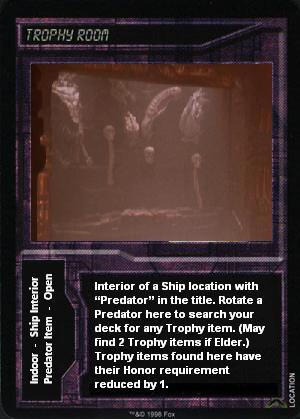 TROPHY ROOM
Indoor - Ship Interior
Predator Item - Open
Interior of a Ship location with
“Predator” in the title. Rotate a
Predator here to search your
deck for any Trophy item. (May
find 2 Trophy items if Elder.)
Trophy items found here have
their Honor requirement
reduced by 1.
LOCATION
™&© 1998 Fox